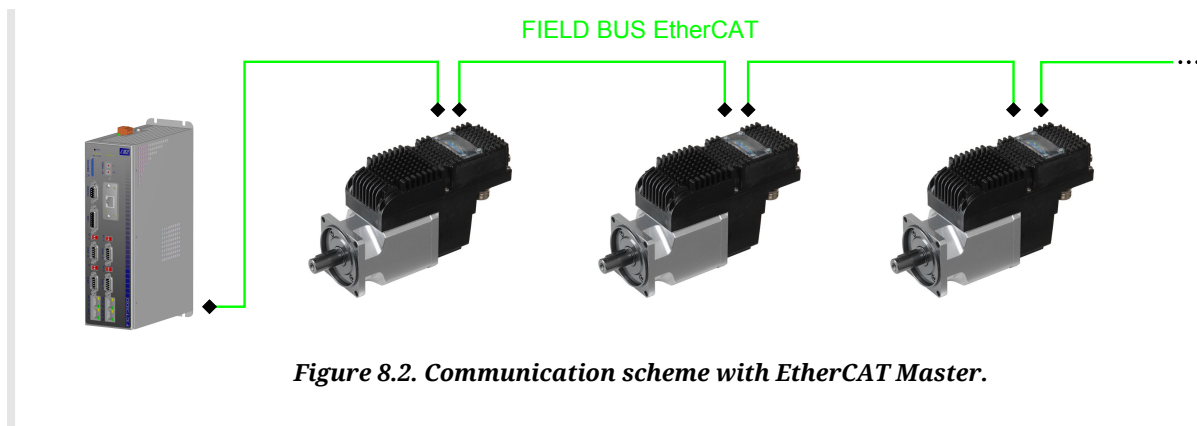 FIELD BUS EtherCAT
...
Figure 8.2. Communication scheme with EtherCAT Master.